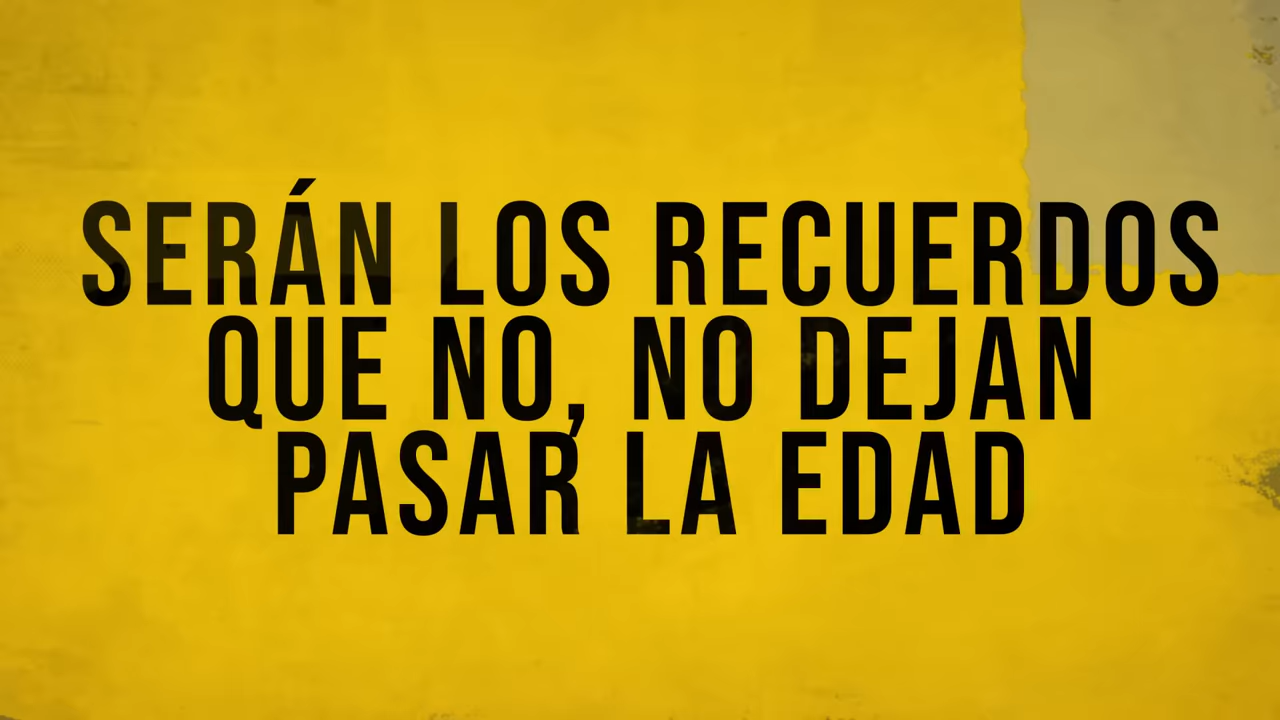 SERÁN LOS RECUERDOS
QUE NO, NO DEJAN
PASAR LA EDAD